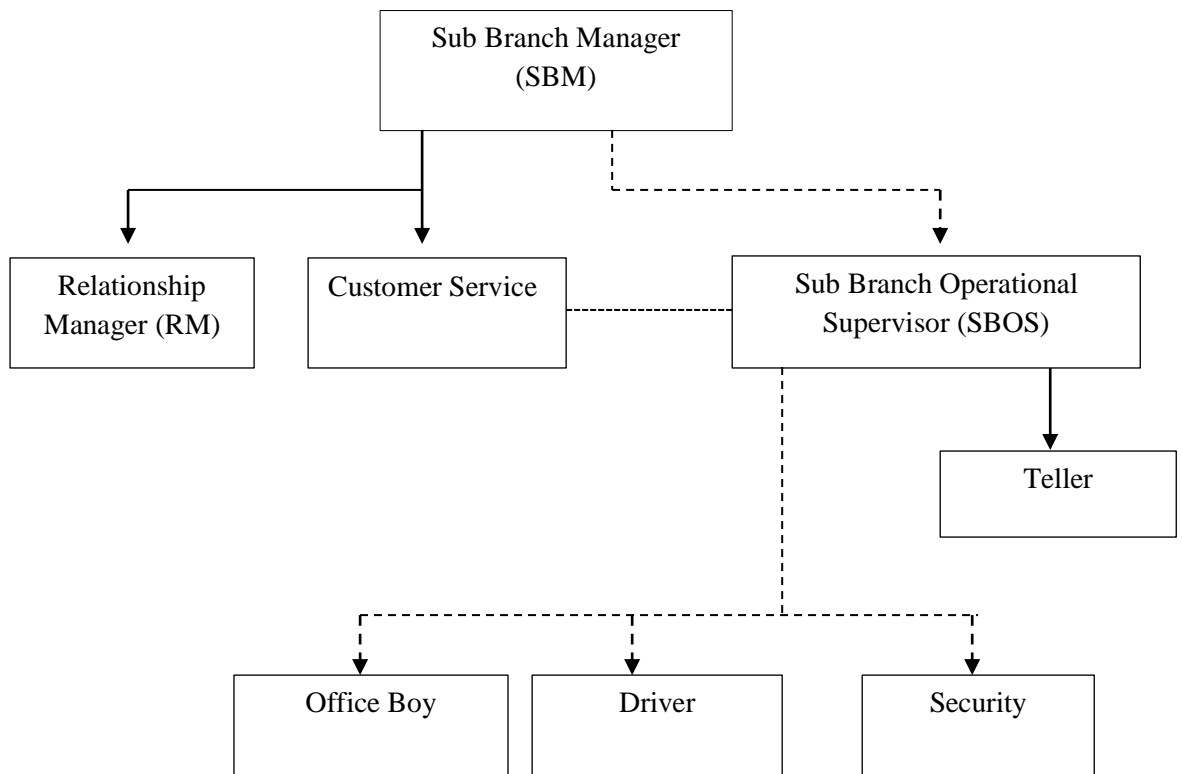 Sub Branch Manager
(SBM)
Relationship
Manager (RM)
Customer Service
Sub Branch Operational
Supervisor (SBOS)
Teller
Office Boy
Driver
Security